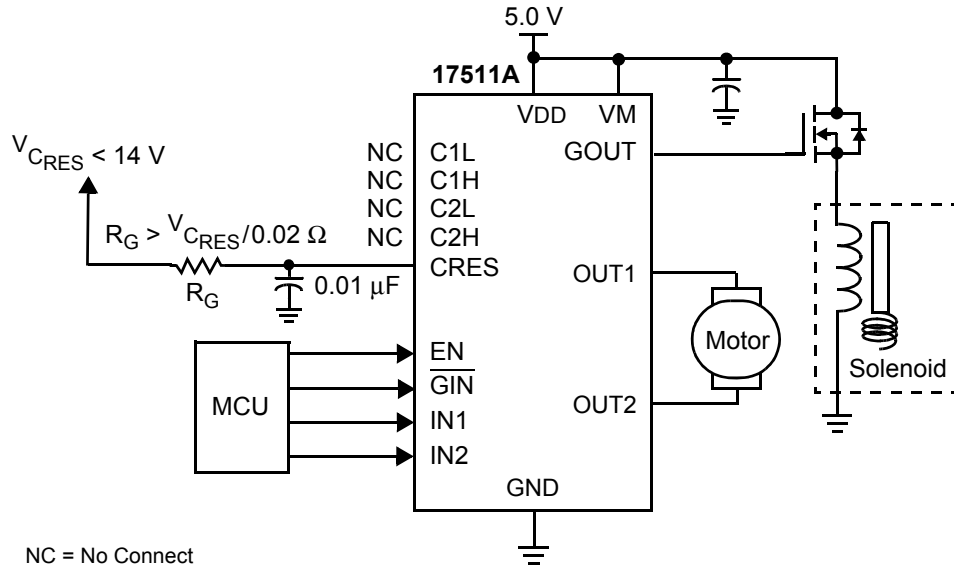 5.0 V
17511A
VDD VM
VCRES < 14 V
NC C1L GOUT
NC C1H
NC C2L
NC C2H
RG > VCRES/0.02 Ω
CRES OUT1
RG 0.01 μF
Motor
Solenoid
MCU
EN
GIN
IN1 OUT2
IN2
GND
NC = No Connect